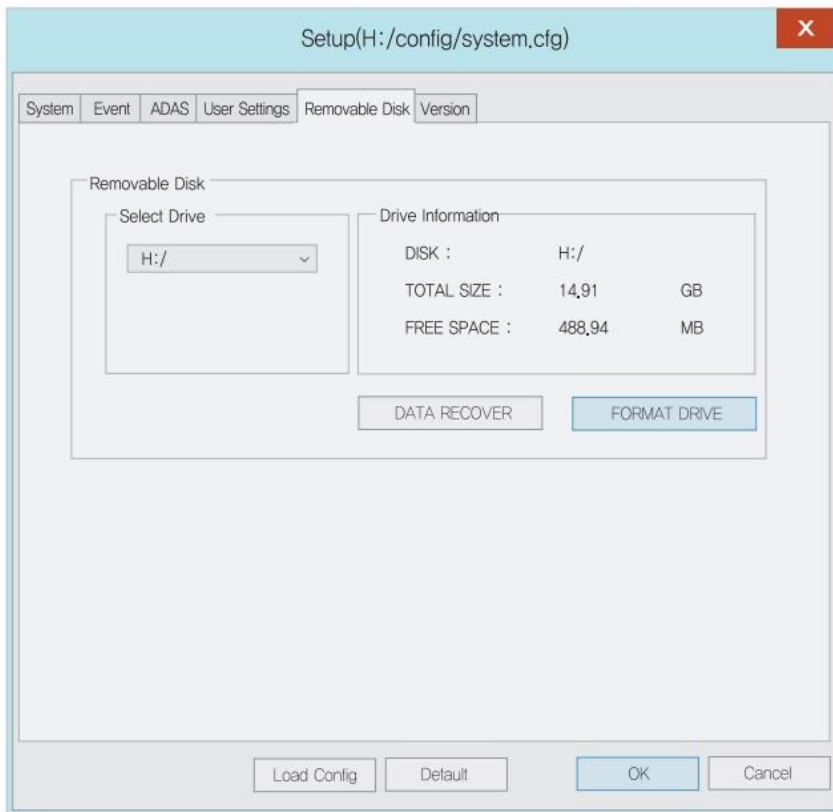 Setup(H:/config/system.cfg)
X
System Event ADAS User Settings Removable Disk Version
Removable Disk
Select Drive
H:/
Drive Information
DISK : H:/
TOTAL SIZE : 14.91 GB
FREE SPACE : 488.94 MB
DATA RECOVER FORMAT DRIVE
Load Config Default OK Cancel